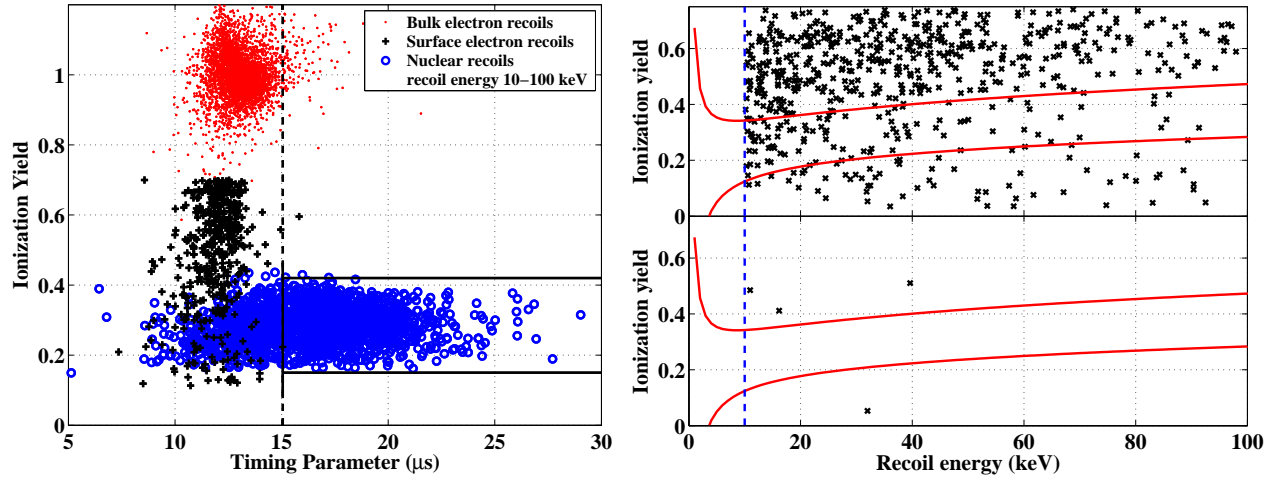 Bulk electron recoils
Surface electron recoils
Nuclear recoils
recoil energy 10−100 keV
1
0.8
0.6
0.4
0.2
0
5
10
15
20
25
30
Ionization Yield
Timing Parameter (μs)
0.6
0.4
0.2
0
Ionization yield
0.6
0.4
0.2
0
Ionization yield
0
20
40
60
80
100
Recoil energy (keV)